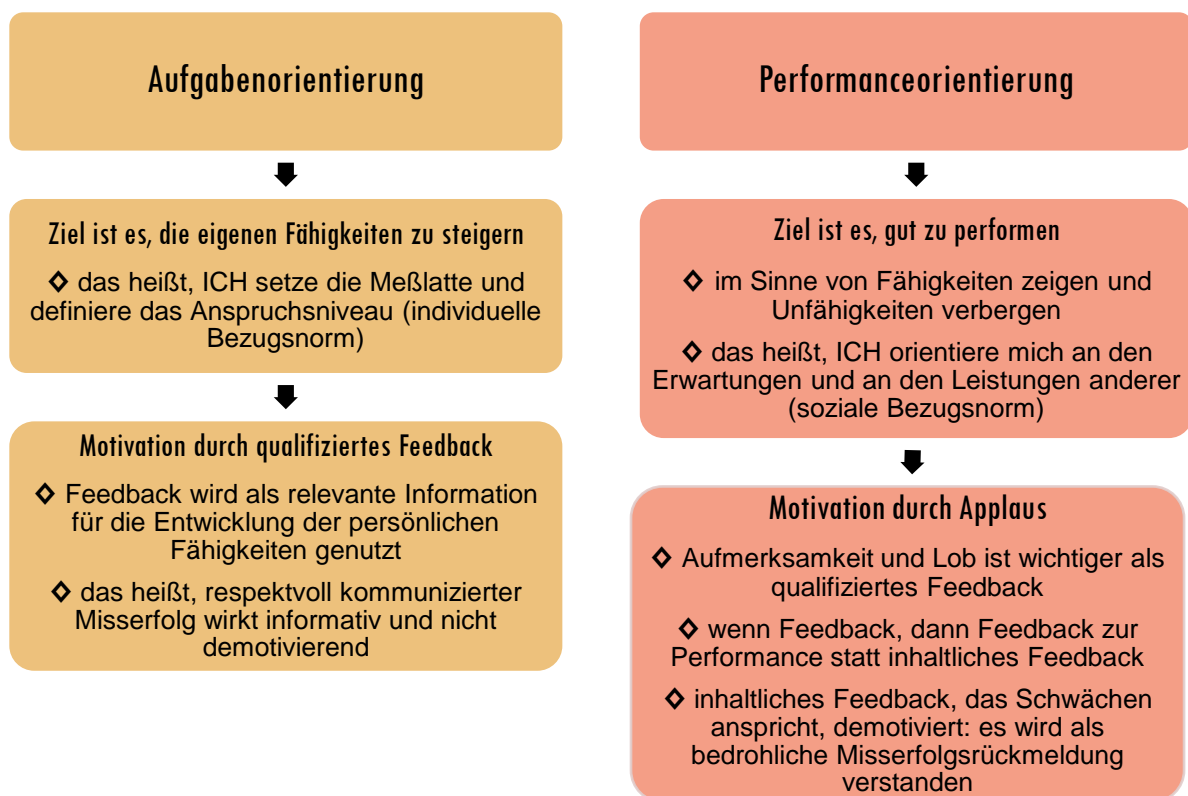 Aufgabenorientierung
Ziel ist es, die eigenen Fähigkeiten zu steigern
❖ das heißt, ICH setze die Meßlatte und
definiere das Anspruchsniveau (individuelle
Bezugsnorm)
Motivation durch qualifiziertes Feedback
❖ Feedback wird als relevante Information
für die Entwicklung der persönlichen
Fähigkeiten genutzt
❖ das heißt, respektvoll kommunizierter
Misserfolg wirkt informativ und nicht
demotivierend
Performanceorientierung
Ziel ist es, gut zu performen
❖ im Sinne von Fähigkeiten zeigen und
Unfähigkeiten verbergen
❖ das heißt, ICH orientiere mich an den
Erwartungen und an den Leistungen anderer
(soziale Bezugsnorm)
Motivation durch Applaus
❖ Aufmerksamkeit und Lob ist wichtiger als
qualifiziertes Feedback
❖ wenn Feedback, dann Feedback zur
Performance statt inhaltliches Feedback
❖ inhaltliches Feedback, das Schwächen
anspricht, demotiviert: es wird als
bedrohliche Misserfolgsrückmeldung
verstanden